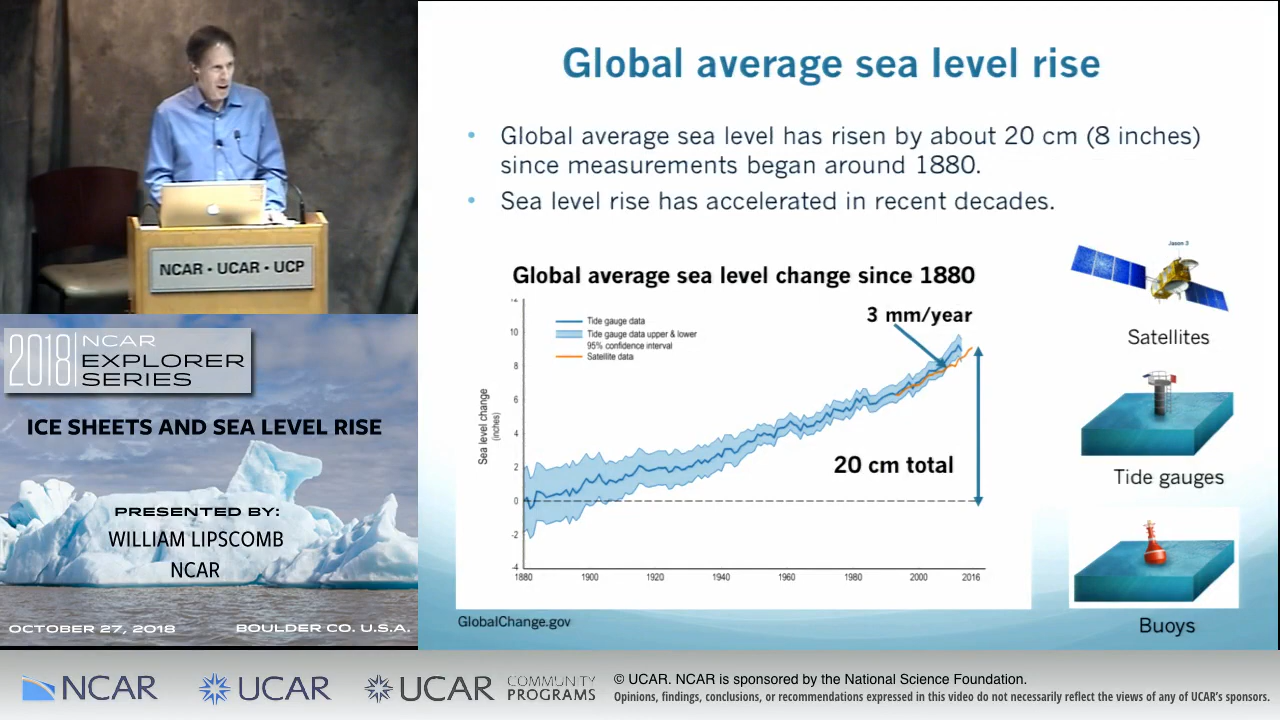 NCAR • UCAR • UCP
2018 NCAR
EXPLORER
SERIES
ICE SHEETS AND SEA LEVEL RISE
PRESENTED BY:
WILLIAM LIPSCOMB
NCAR
OCTOBER 27, 2018
BOULDER CO. U.S.A.
Global average sea level rise
• Global average sea level has risen by about 20 cm (8 inches)
since measurements began around 1880.
• Sea level rise has accelerated in recent decades.
Global average sea level change since 1880
Tide gauge data
Tide gauge data upper & lower
95% confidence interval
Satellite data
3 mm/year
20 cm total
Sea level change
(inches)
12
10
8
6
4
2
0
-2
-4
1880 1900 1920 1940 1960 1980 2000 2016
GlobalChange.gov
Jason 3
Satellites
Tide gauges
Buoys
NCAR
UCAR
UCAR COMMUNITY
PROGRAMS
© UCAR. NCAR is sponsored by the National Science Foundation.
Opinions, findings, conclusions, or recommendations expressed in this video do not necessarily reflect the views of any of UCAR's sponsors.